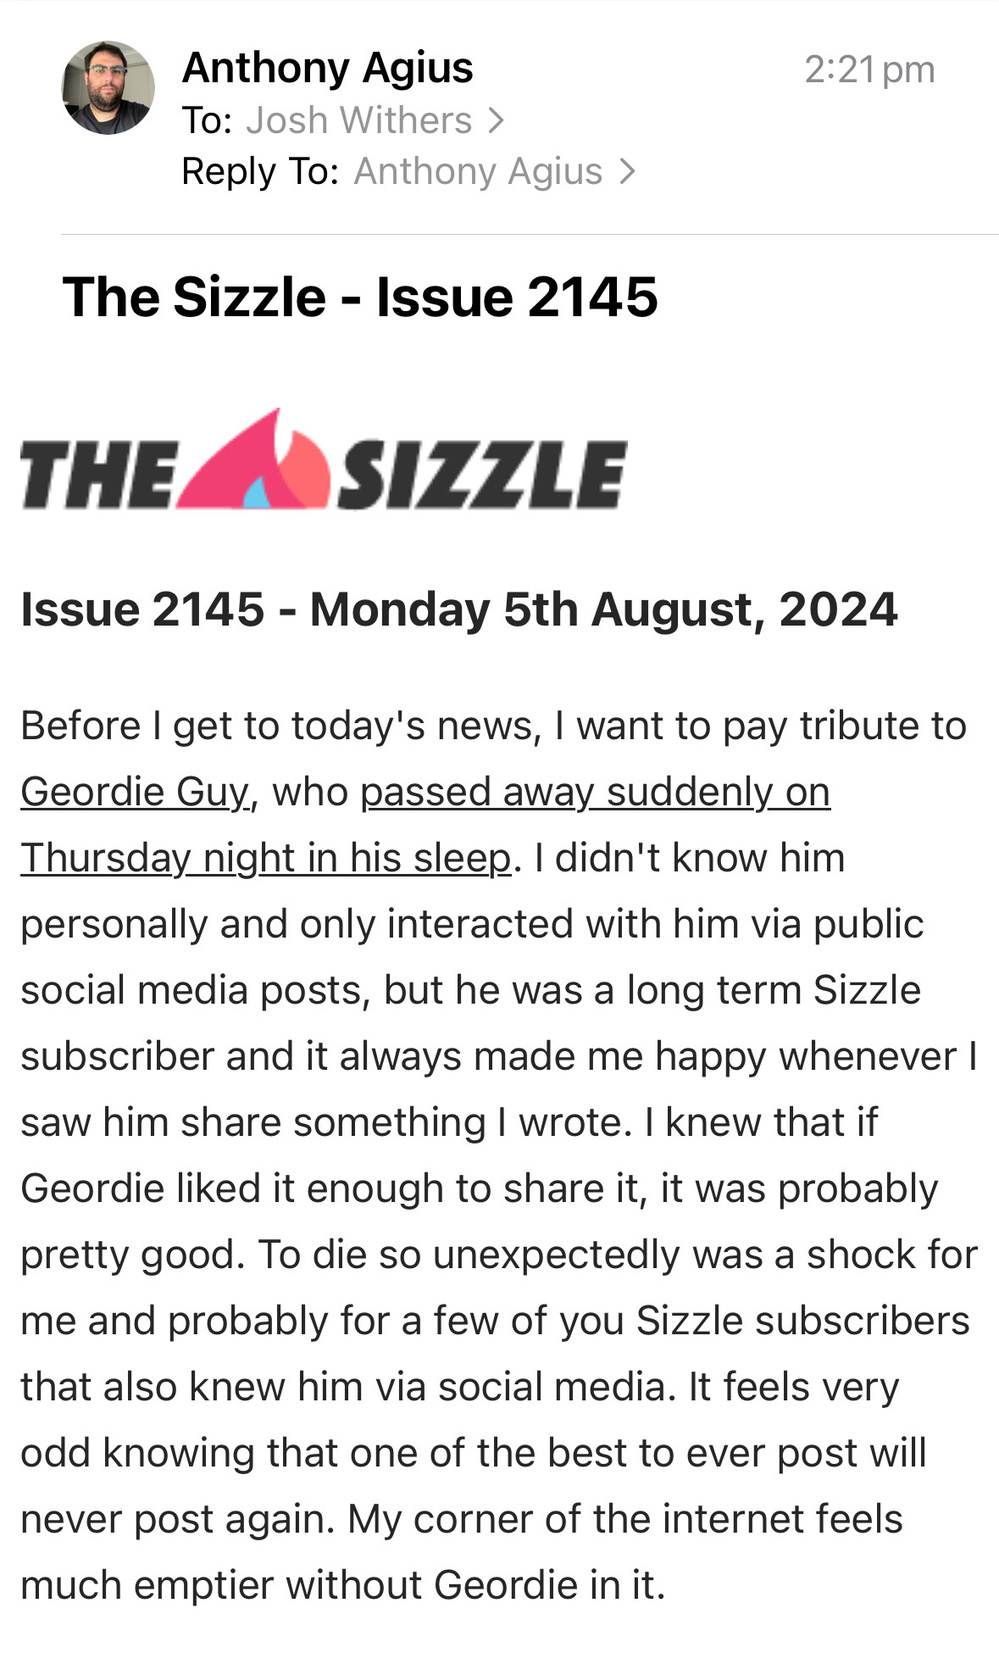 Anthony Agius
2:21 pm
To: Josh Withers >
Reply To: Anthony Agius >
The Sizzle - Issue 2145
THE SIZZLE
Issue 2145 - Monday 5th August, 2024
Before I get to today's news, I want to pay tribute to
Geordie Guy, who passed away suddenly on
Thursday night in his sleep. I didn't know him
personally and only interacted with him via public
social media posts, but he was a long term Sizzle
subscriber and it always made me happy whenever I
saw him share something I wrote. I knew that if
Geordie liked it enough to share it, it was probably
pretty good. To die so unexpectedly was a shock for
me and probably for a few of you Sizzle subscribers
that also knew him via social media. It feels very
odd knowing that one of the best to ever post will
never post again. My corner of the internet feels
much emptier without Geordie in it.